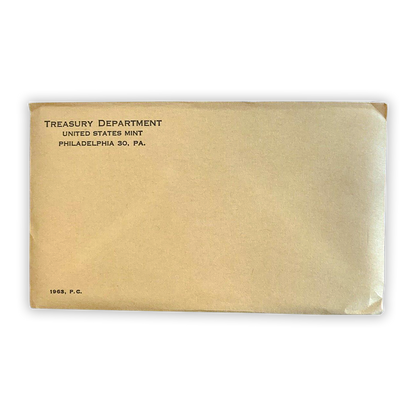 TREASURY DEPARTMENT
UNITED STATES MINT
PHILADELPHIA 30, PA.
1963, P.C.